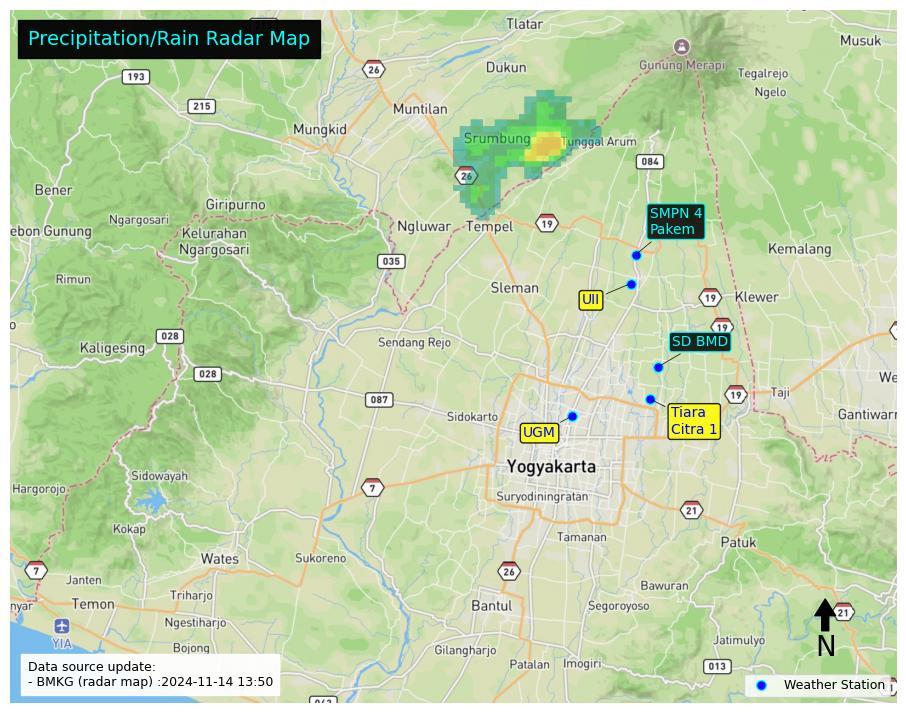 Precipitation/Rain Radar Map
Tlatar
Musuk
26
193
Dukun
Gunung Merapi
Tegalrejo
Ngelo
215
Muntilan
Mungkid
Srumbung
Tunggal Arum
084
26
Bener
Giripurno
Ngargosari
SMPN 4
Pakem
ebon Gunung
Kelurahan
Ngargosari
Ngluwar
Tempel
19
Kemalang
035
Rimun
Sleman
UII
19
Klewer
19
028
Kaligesing
Sendang Rejo
SD BMD
028
We
087
19
Taji
Sidokarto
Tiara
Citra 1
Gantiwarn
UGM
Yogyakarta
Sidowayah
Hargorojo
7
Suryodiningratan
21
Kokap
Tamanan
Patuk
Wates
Sukoreno
7
26
Janten
Bawuran
Triharjo
nyar
Temon
Bantul
Segoroyoso
21
Ngestiharjo
YIA
N
Jatimulyo
Bojong
Gilangharjo
Patalan
Imogiri
013
Data source update:
- BMKG (radar map) :2024-11-14 13:50
Weather Station